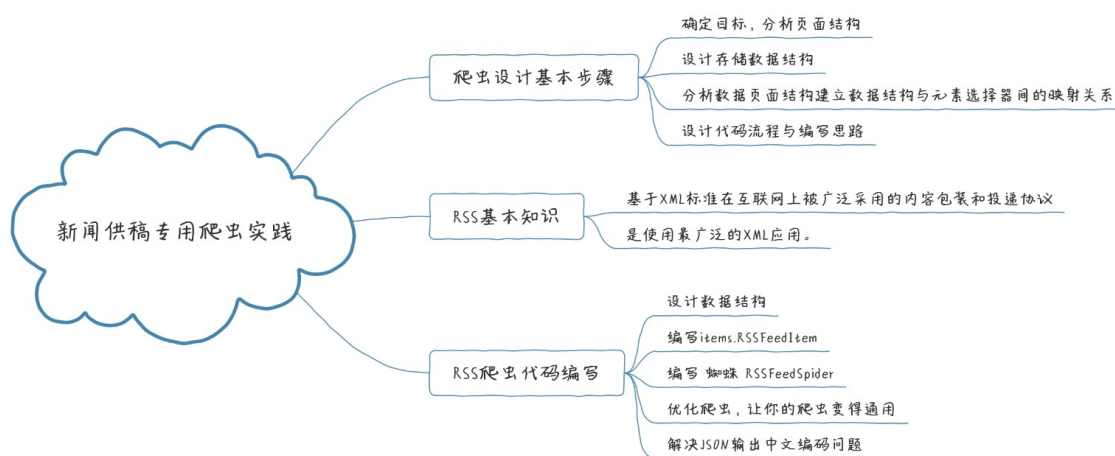 新闻供稿专用爬虫实践
爬虫设计基本步骤
确定目标，分析页面结构
设计存储数据结构
分析数据页面结构建立数据结构与元素选择器间的映射关系
设计代码流程与编写思路
RSS基本知识
基于XML标准在互联网上被广泛采用的内容包装和投递协议
是使用最广泛的XML应用。
RSS爬虫代码编写
设计数据结构
编写items.RSSFeedItem
编写 蜘蛛 RSSFeedSpider
优化爬虫，让你的爬虫变得通用
解决JSON输出中文编码问题